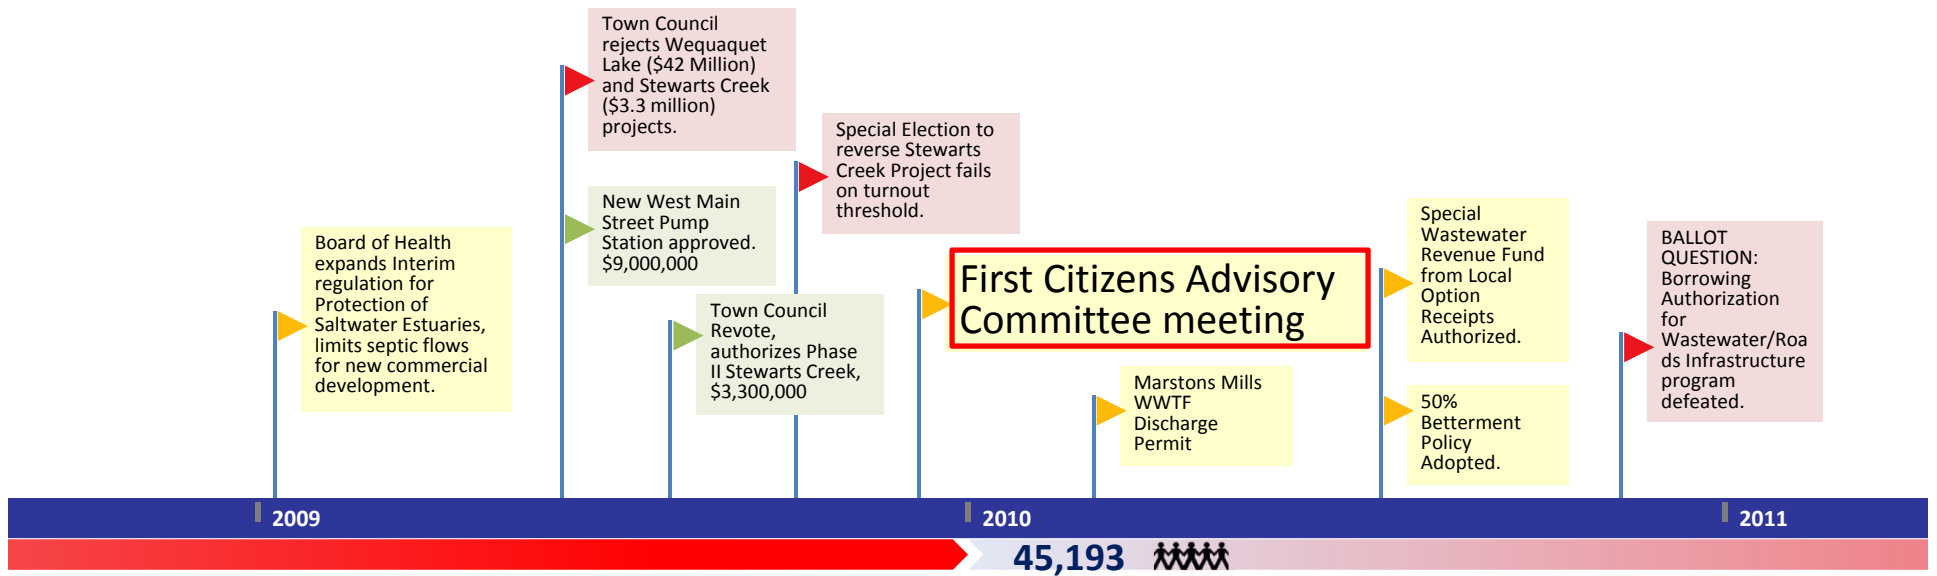 Town Council
rejects Wequaquet
Lake ($42 Million)
and Stewarts Creek
($3.3 million)
projects.
Special Election to
reverse Stewarts
Creek Project fails
on turnout
threshold.
New West Main
Street Pump
Station approved.
$9,000,000
Board of Health
expands Interim
regulation for
Protection of
Saltwater Estuaries,
limits septic flows
for new commercial
development.
Town Council
Revote,
authorizes Phase
II Stewarts Creek,
$3,300,000
First Citizens Advisory
Committee meeting
Marstons Mills
WWTF
Discharge
Permit
Special
Wastewater
Revenue Fund
from Local
Option
Receipts
Authorized.
50%
Betterment
Policy
Adopted.
BALLOT
QUESTION:
Borrowing
Authorization
for
Wastewater/Roa
ds Infrastructure
program
defeated.
2009
2010
2011
45,193